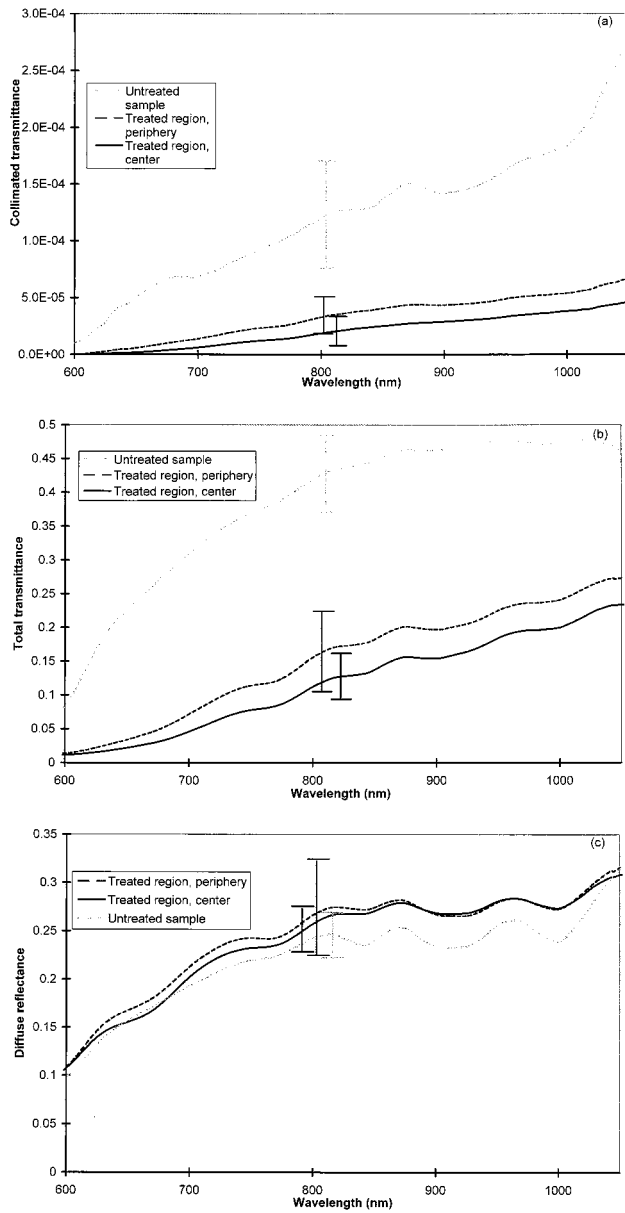 (a)
3.0E-04
2.5E-04
2.0E-04
1.5E-04
1.0E-04
5.0E-05
0.0E+00
Collimated transmittance
Untreated
sample
Treated region,
periphery
Treated region,
center
600
700
800
900
1000
Wavelength (nm)
(b)
0.5
0.45
0.4
0.35
0.3
0.25
0.2
0.15
0.1
0.05
0
Total transmittance
Untreated sample
Treated region, periphery
Treated region, center
600
700
800
900
1000
Wavelength (nm)
(c)
0.35
0.3
0.25
0.2
0.15
0.1
0.05
0
Diffuse reflectance
Treated region, periphery
Treated region, center
Untreated sample
600
700
800
900
1000
Wavelength (nm)